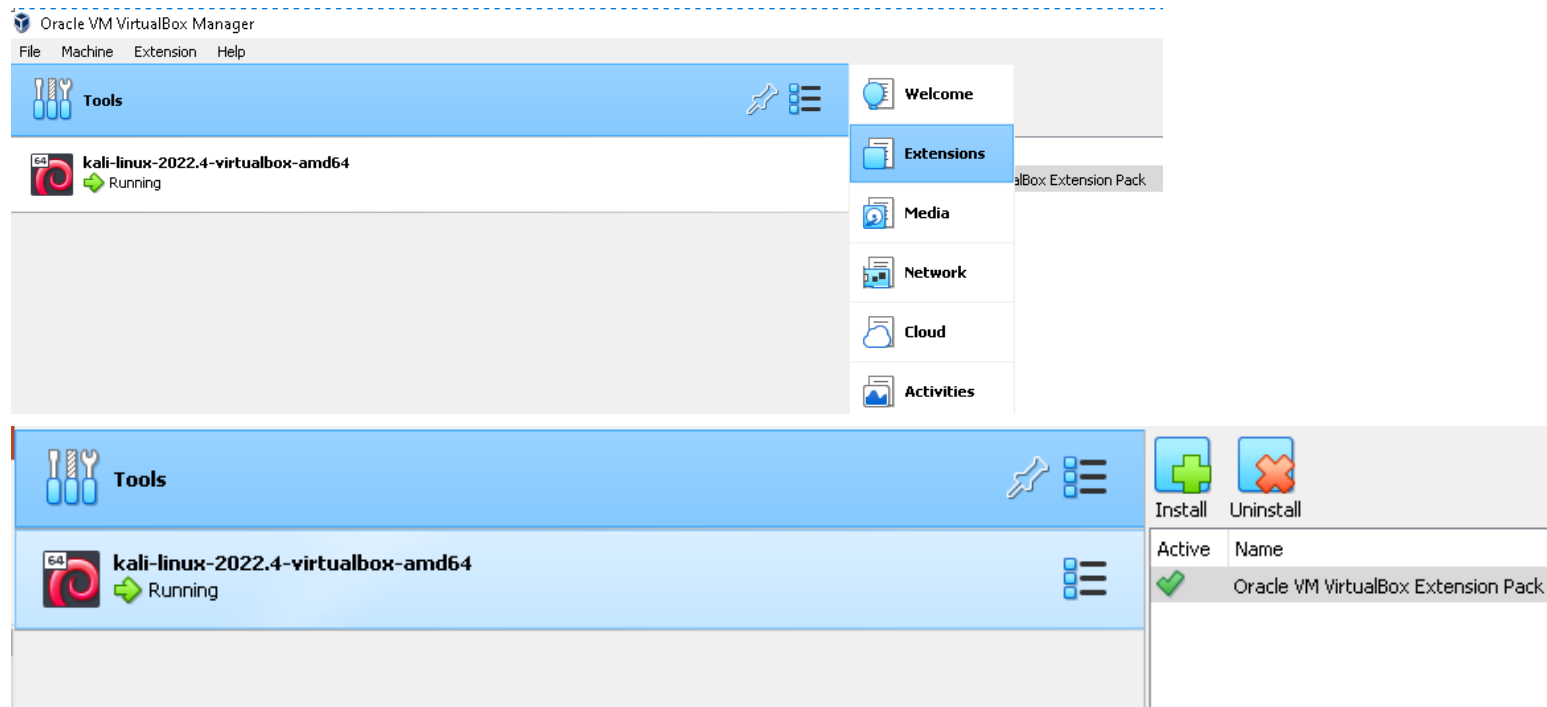 Oracle VM VirtualBox Manager
File Machine Extension Help
Tools
64
kali-linux-2022.4-virtualbox-amd64
Running
Welcome
Extensions
Media
Network
Cloud
Activities
alBox Extension Pack
Tools
64
kali-linux-2022.4-virtualbox-amd64
Running
Install Uninstall
Active Name
Oracle VM VirtualBox Extension Pack